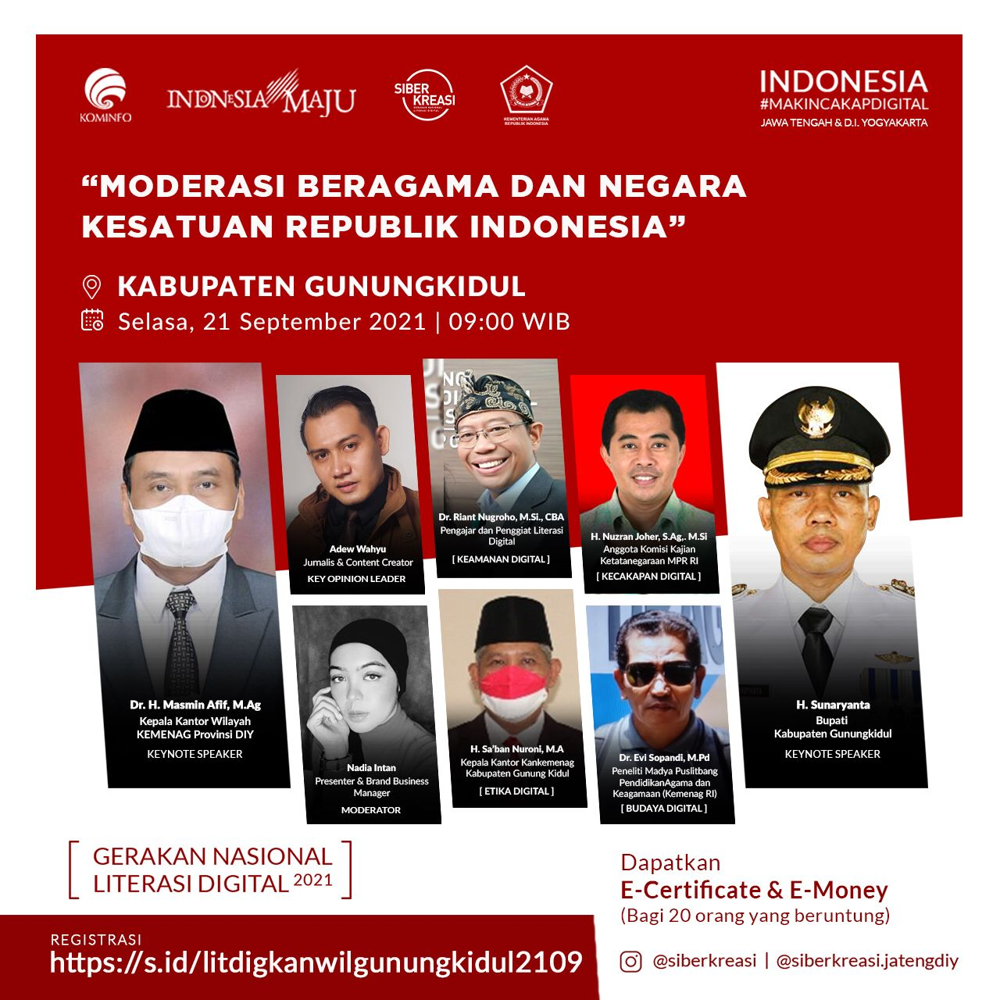 KOMINFO
INDONESIA MAJU
SIBER
KREASI
GERAKAN NASIONAL
LITERASI DIGITAL
KEMENTERIAN AGAMA
REPUBLIK INDONESIA
INDONESIA
#MAKINCAKAPDIGITAL
JAWA TENGAH & D.I. YOGYAKARTA
“MODERASI BERAGAMA DAN NEGARA
KESATUAN REPUBLIK INDONESIA”
KABUPATEN GUNUNGKIDUL
Selasa, 21 September 2021 | 09:00 WIB
Dr. H. Masmin Afif, M.Ag
Kepala Kantor Wilayah
KEMENAG Provinsi DIY
KEYNOTE SPEAKER
Adew Wahyu
Jurnalis & Content Creator
KEY OPINION LEADER
Dr. Riant Nugroho, M.Si., CBA
Pengajar dan Penggiat Literasi
Digital
[ KEAMANAN DIGITAL ]
H. Nuzran Joher, S.Ag,. M.Si
Anggota Komisi Kajian
Ketatanegaraan MPR RI
[ KECAKAPAN DIGITAL ]
H. Sunaryanta
Bupati
Kabupaten Gunungkidul
KEYNOTE SPEAKER
Nadia Intan
Presenter & Brand Business
Manager
MODERATOR
H. Sa’ban Nuroni, M.A
Kepala Kantor Kankemenag
Kabupaten Gunung Kidul
[ ETIKA DIGITAL ]
Dr. Evi Sopandi, M.Pd
Peneliti Madya Puslitbang
PendidikanAgama dan
Keagamaan (Kemenag RI)
[ BUDAYA DIGITAL ]
GERAKAN NASIONAL
LITERASI DIGITAL 2021
Dapatkan
E-Certificate & E-Money
(Bagi 20 orang yang beruntung)
REGISTRASI
https://s.id/litdigkanwilgunungkidul2109
@siberkreasi | @siberkreasi.jatengdiy